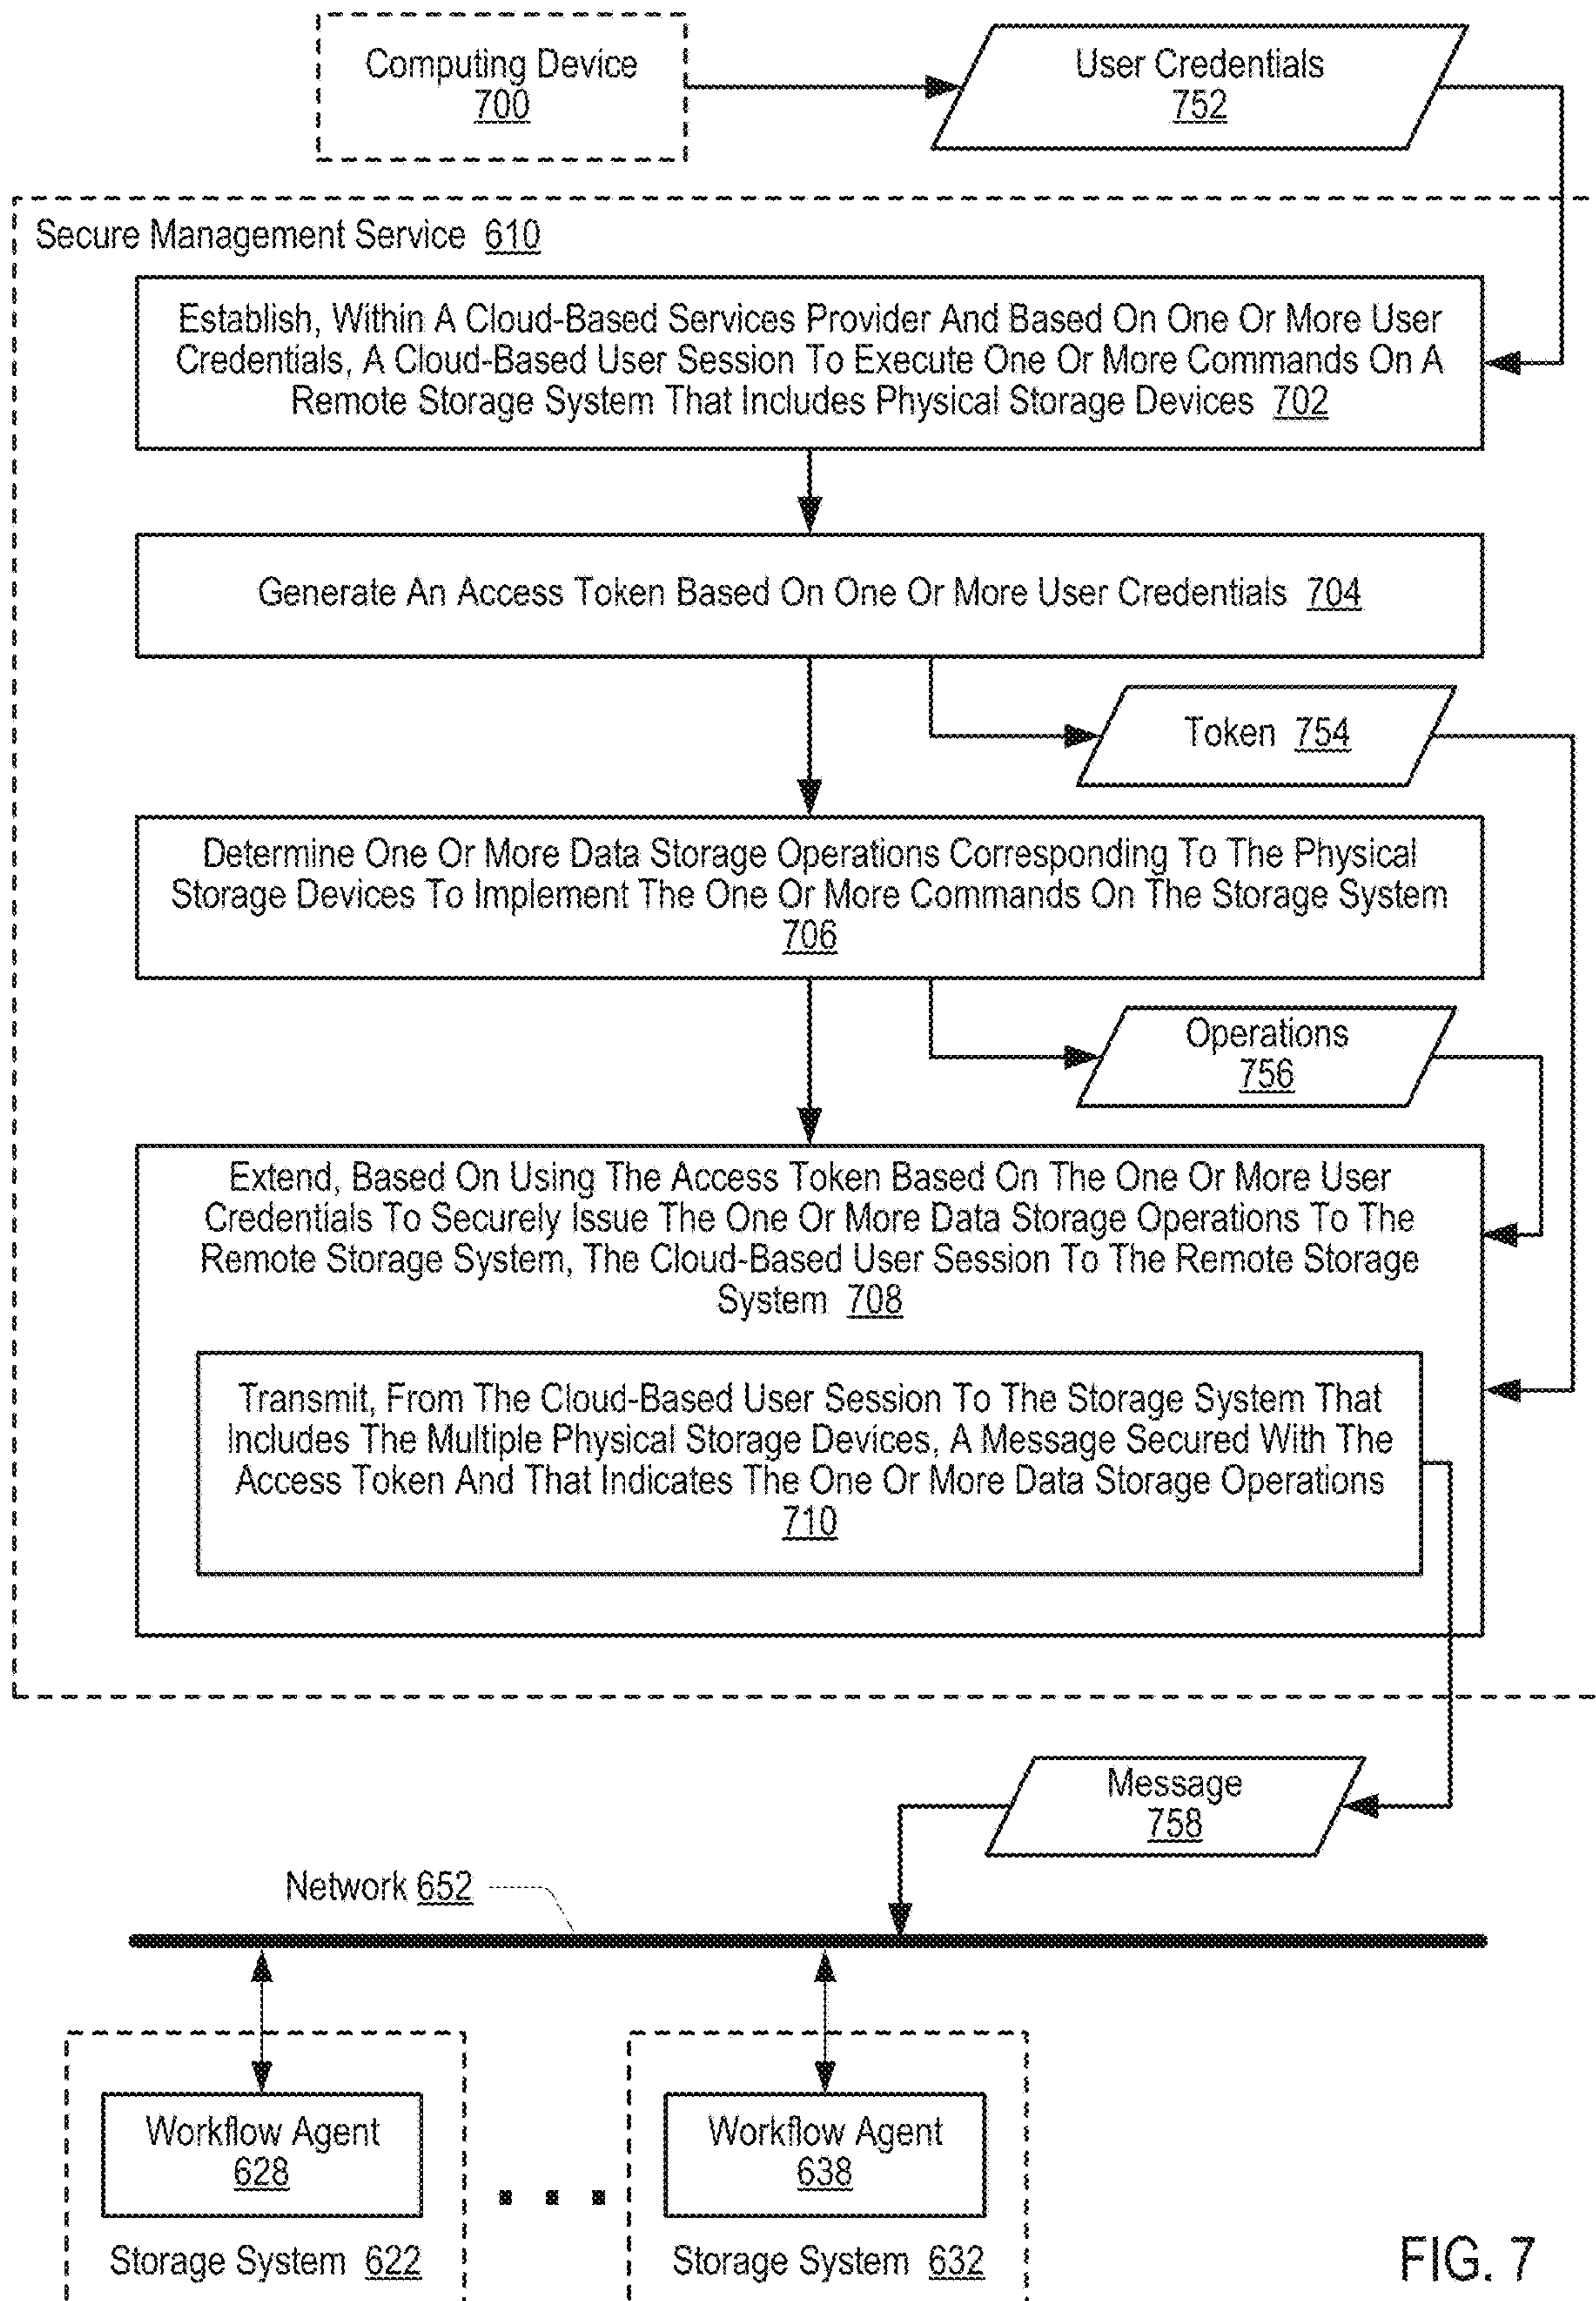 Computing Device
700
User Credentials
752
Secure Management Service 610
Establish, Within A Cloud-Based Services Provider And Based On One Or More User
Credentials, A Cloud-Based User Session To Execute One Or More Commands On A
Remote Storage System That Includes Physical Storage Devices 702
Generate An Access Token Based On One Or More User Credentials 704
Token 754
Determine One Or More Data Storage Operations Corresponding To The Physical
Storage Devices To Implement The One Or More Commands On The Storage System
706
Operations
756
Extend, Based On Using The Access Token Based On The One Or More User
Credentials To Securely Issue The One Or More Data Storage Operations To The
Remote Storage System, The Cloud-Based User Session To The Remote Storage
System 708
Transmit, From The Cloud-Based User Session To The Storage System That
Includes The Multiple Physical Storage Devices, A Message Secured With The
Access Token And That Indicates The One Or More Data Storage Operations
710
Message
758
Network 652
Workflow Agent
628
Storage System 622
Workflow Agent
638
Storage System 632
FIG. 7